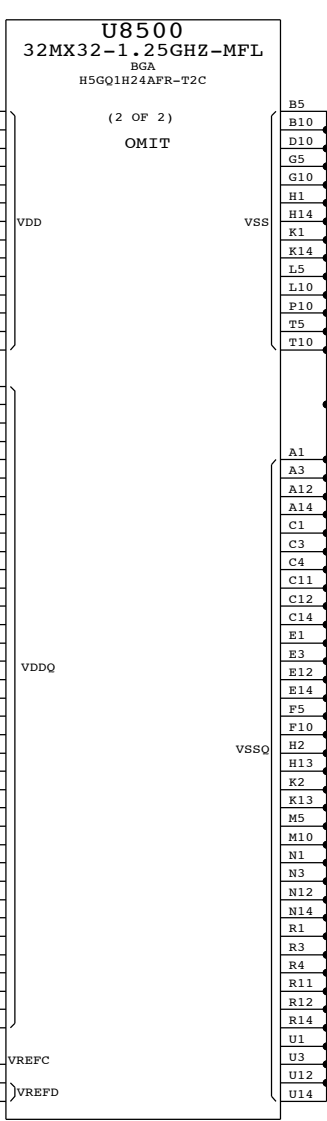 U8500
32MX32-1.25GHZ-MFL
BGA
H5GQ1H24AFR-T2C
(2 OF 2)
OMIT
VDD
VSS
B5
B10
D10
G5
G10
H1
H14
K1
K14
L5
L10
P10
T5
T10
VDDQ
VSSQ
A1
A3
A12
A14
C1
C3
C4
C11
C12
C14
E1
E3
E12
E14
F5
F10
H2
H13
K2
K13
M5
M10
N1
N3
N12
N14
R1
R3
R4
R11
R12
R14
U1
U3
U12
U14
VREFC
VREFD